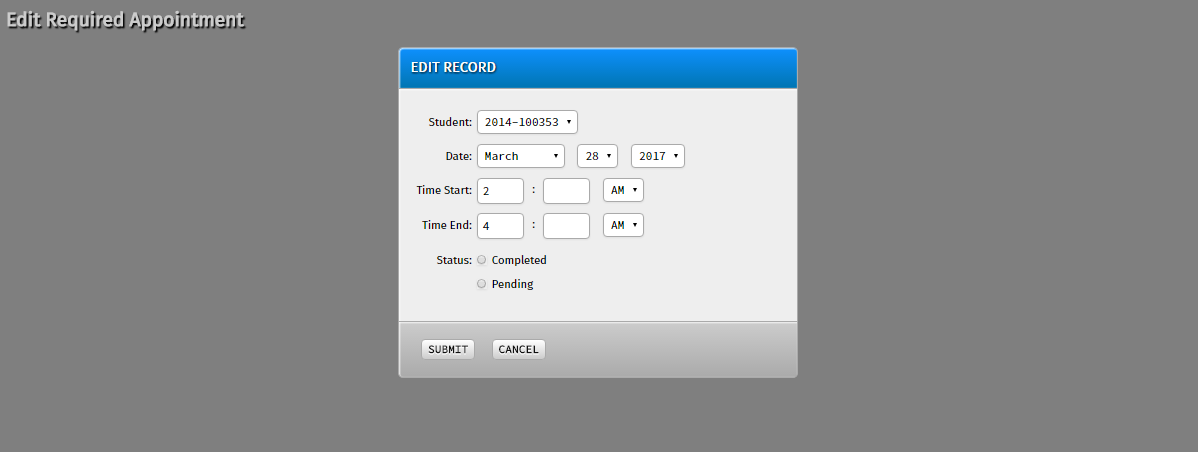 Edit Required Appointment
EDIT RECORD
Student: 2014-100353
Date: March 28 2017
Time Start: 2 : AM
Time End: 4 : AM
Status: Completed
Pending
SUBMIT CANCEL